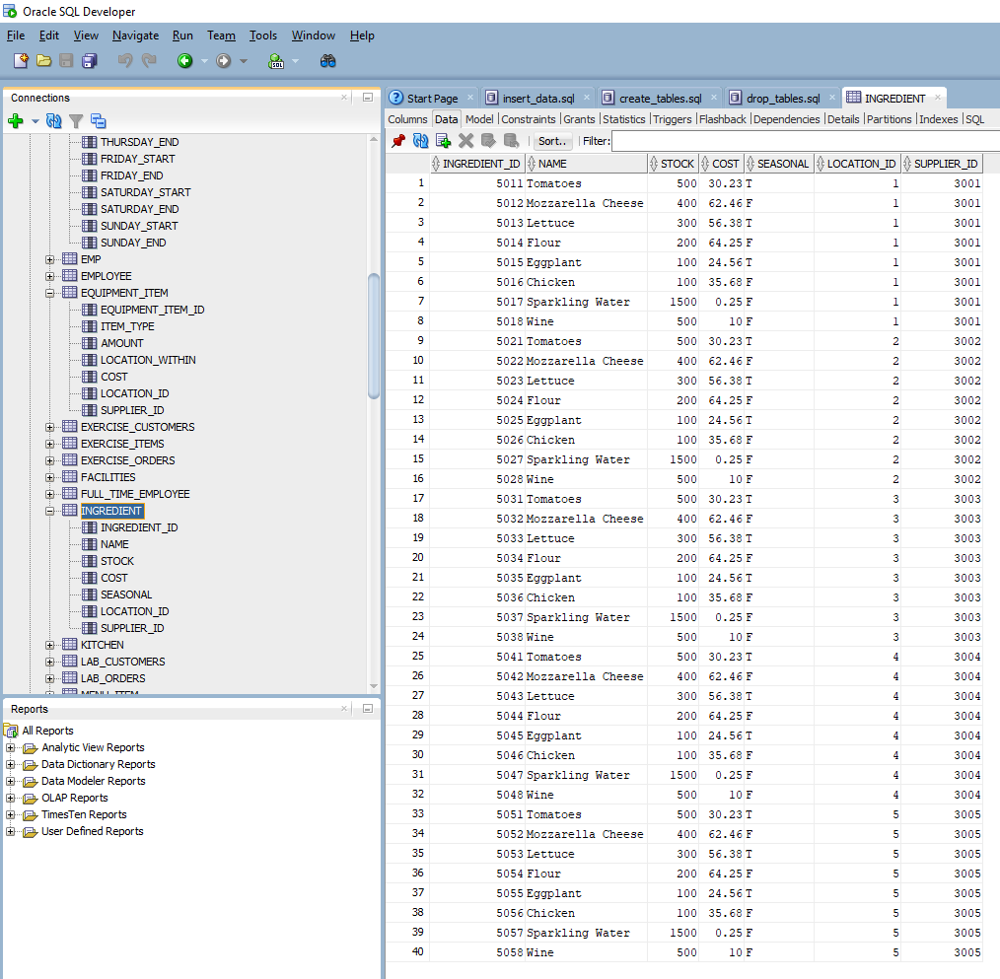 Oracle SQL Developer
File Edit View Navigate Run Team Tools Window Help
SQL
Connections
THURSDAY_END
FRIDAY_START
FRIDAY_END
SATURDAY_START
SATURDAY_END
SUNDAY_START
SUNDAY_END
EMP
EMPLOYEE
EQUIPMENT_ITEM
EQUIPMENT_ITEM_ID
ITEM_TYPE
AMOUNT
LOCATION_WITHIN
COST
LOCATION_ID
SUPPLIER_ID
EXERCISE_CUSTOMERS
EXERCISE_ITEMS
EXERCISE_ORDERS
FACILITIES
FULL_TIME_EMPLOYEE
INGREDIENT
INGREDIENT_ID
NAME
STOCK
COST
SEASONAL
LOCATION_ID
SUPPLIER_ID
KITCHEN
LAB_CUSTOMERS
LAB_ORDERS
MENU_ITEM
Reports
All Reports
Analytic View Reports
Data Dictionary Reports
Data Modeler Reports
OLAP Reports
TimesTen Reports
User Defined Reports
Start Page insert_data.sql create_tables.sql drop_tables.sql INGREDIENT
Columns Data Model Constraints Grants Statistics Triggers Flashback Dependencies Details Partitions Indexes SQL
Sort.. Filter:
INGREDIENT_ID NAME STOCK COST SEASONAL LOCATION_ID SUPPLIER_ID
1 5011 Tomatoes 500 30.23 T 1 3001
2 5012 Mozzarella Cheese 400 62.46 F 1 3001
3 5013 Lettuce 300 56.38 T 1 3001
4 5014 Flour 200 64.25 F 1 3001
5 5015 Eggplant 100 24.56 T 1 3001
6 5016 Chicken 100 35.68 F 1 3001
7 5017 Sparkling Water 1500 0.25 F 1 3001
8 5018 Wine 500 10 F 1 3001
9 5021 Tomatoes 500 30.23 T 2 3002
10 5022 Mozzarella Cheese 400 62.46 F 2 3002
11 5023 Lettuce 300 56.38 T 2 3002
12 5024 Flour 200 64.25 F 2 3002
13 5025 Eggplant 100 24.56 T 2 3002
14 5026 Chicken 100 35.68 F 2 3002
15 5027 Sparkling Water 1500 0.25 F 2 3002
16 5028 Wine 500 10 F 2 3002
17 5031 Tomatoes 500 30.23 T 3 3003
18 5032 Mozzarella Cheese 400 62.46 F 3 3003
19 5033 Lettuce 300 56.38 T 3 3003
20 5034 Flour 200 64.25 F 3 3003
21 5035 Eggplant 100 24.56 T 3 3003
22 5036 Chicken 100 35.68 F 3 3003
23 5037 Sparkling Water 1500 0.25 F 3 3003
24 5038 Wine 500 10 F 3 3003
25 5041 Tomatoes 500 30.23 T 4 3004
26 5042 Mozzarella Cheese 400 62.46 F 4 3004
27 5043 Lettuce 300 56.38 T 4 3004
28 5044 Flour 200 64.25 F 4 3004
29 5045 Eggplant 100 24.56 T 4 3004
30 5046 Chicken 100 35.68 F 4 3004
31 5047 Sparkling Water 1500 0.25 F 4 3004
32 5048 Wine 500 10 F 4 3004
33 5051 Tomatoes 500 30.23 T 5 3005
34 5052 Mozzarella Cheese 400 62.46 F 5 3005
35 5053 Lettuce 300 56.38 T 5 3005
36 5054 Flour 200 64.25 F 5 3005
37 5055 Eggplant 100 24.56 T 5 3005
38 5056 Chicken 100 35.68 F 5 3005
39 5057 Sparkling Water 1500 0.25 F 5 3005
40 5058 Wine 500 10 F 5 3005